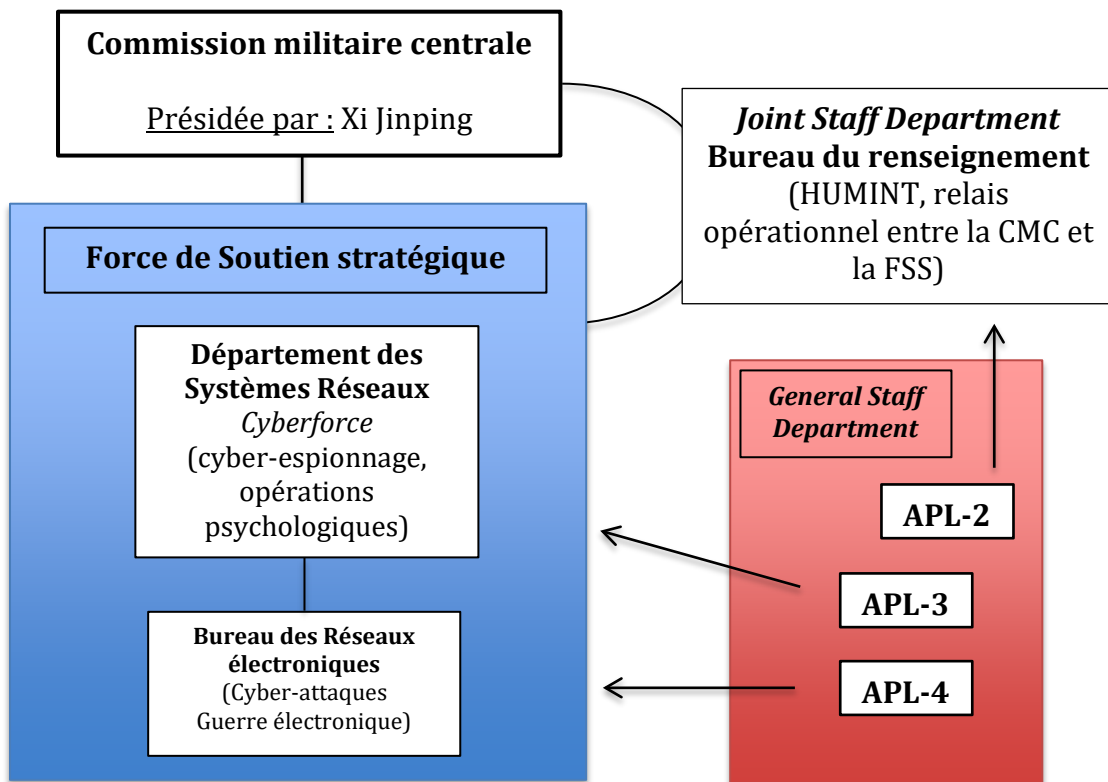 Commission militaire centrale
Présidée par : Xi Jinping
Joint Staff Department
Bureau du renseignement
(HUMINT, relais
opérationnel entre la CMC et
la FSS)
Force de Soutien stratégique
Département des
Systèmes Réseaux
Cyberforce
(cyber-espionnage,
opérations
psychologiques)
Bureau des Réseaux
électroniques
(Cyber-attaques
Guerre électronique)
General Staff
Department
APL-2
APL-3
APL-4